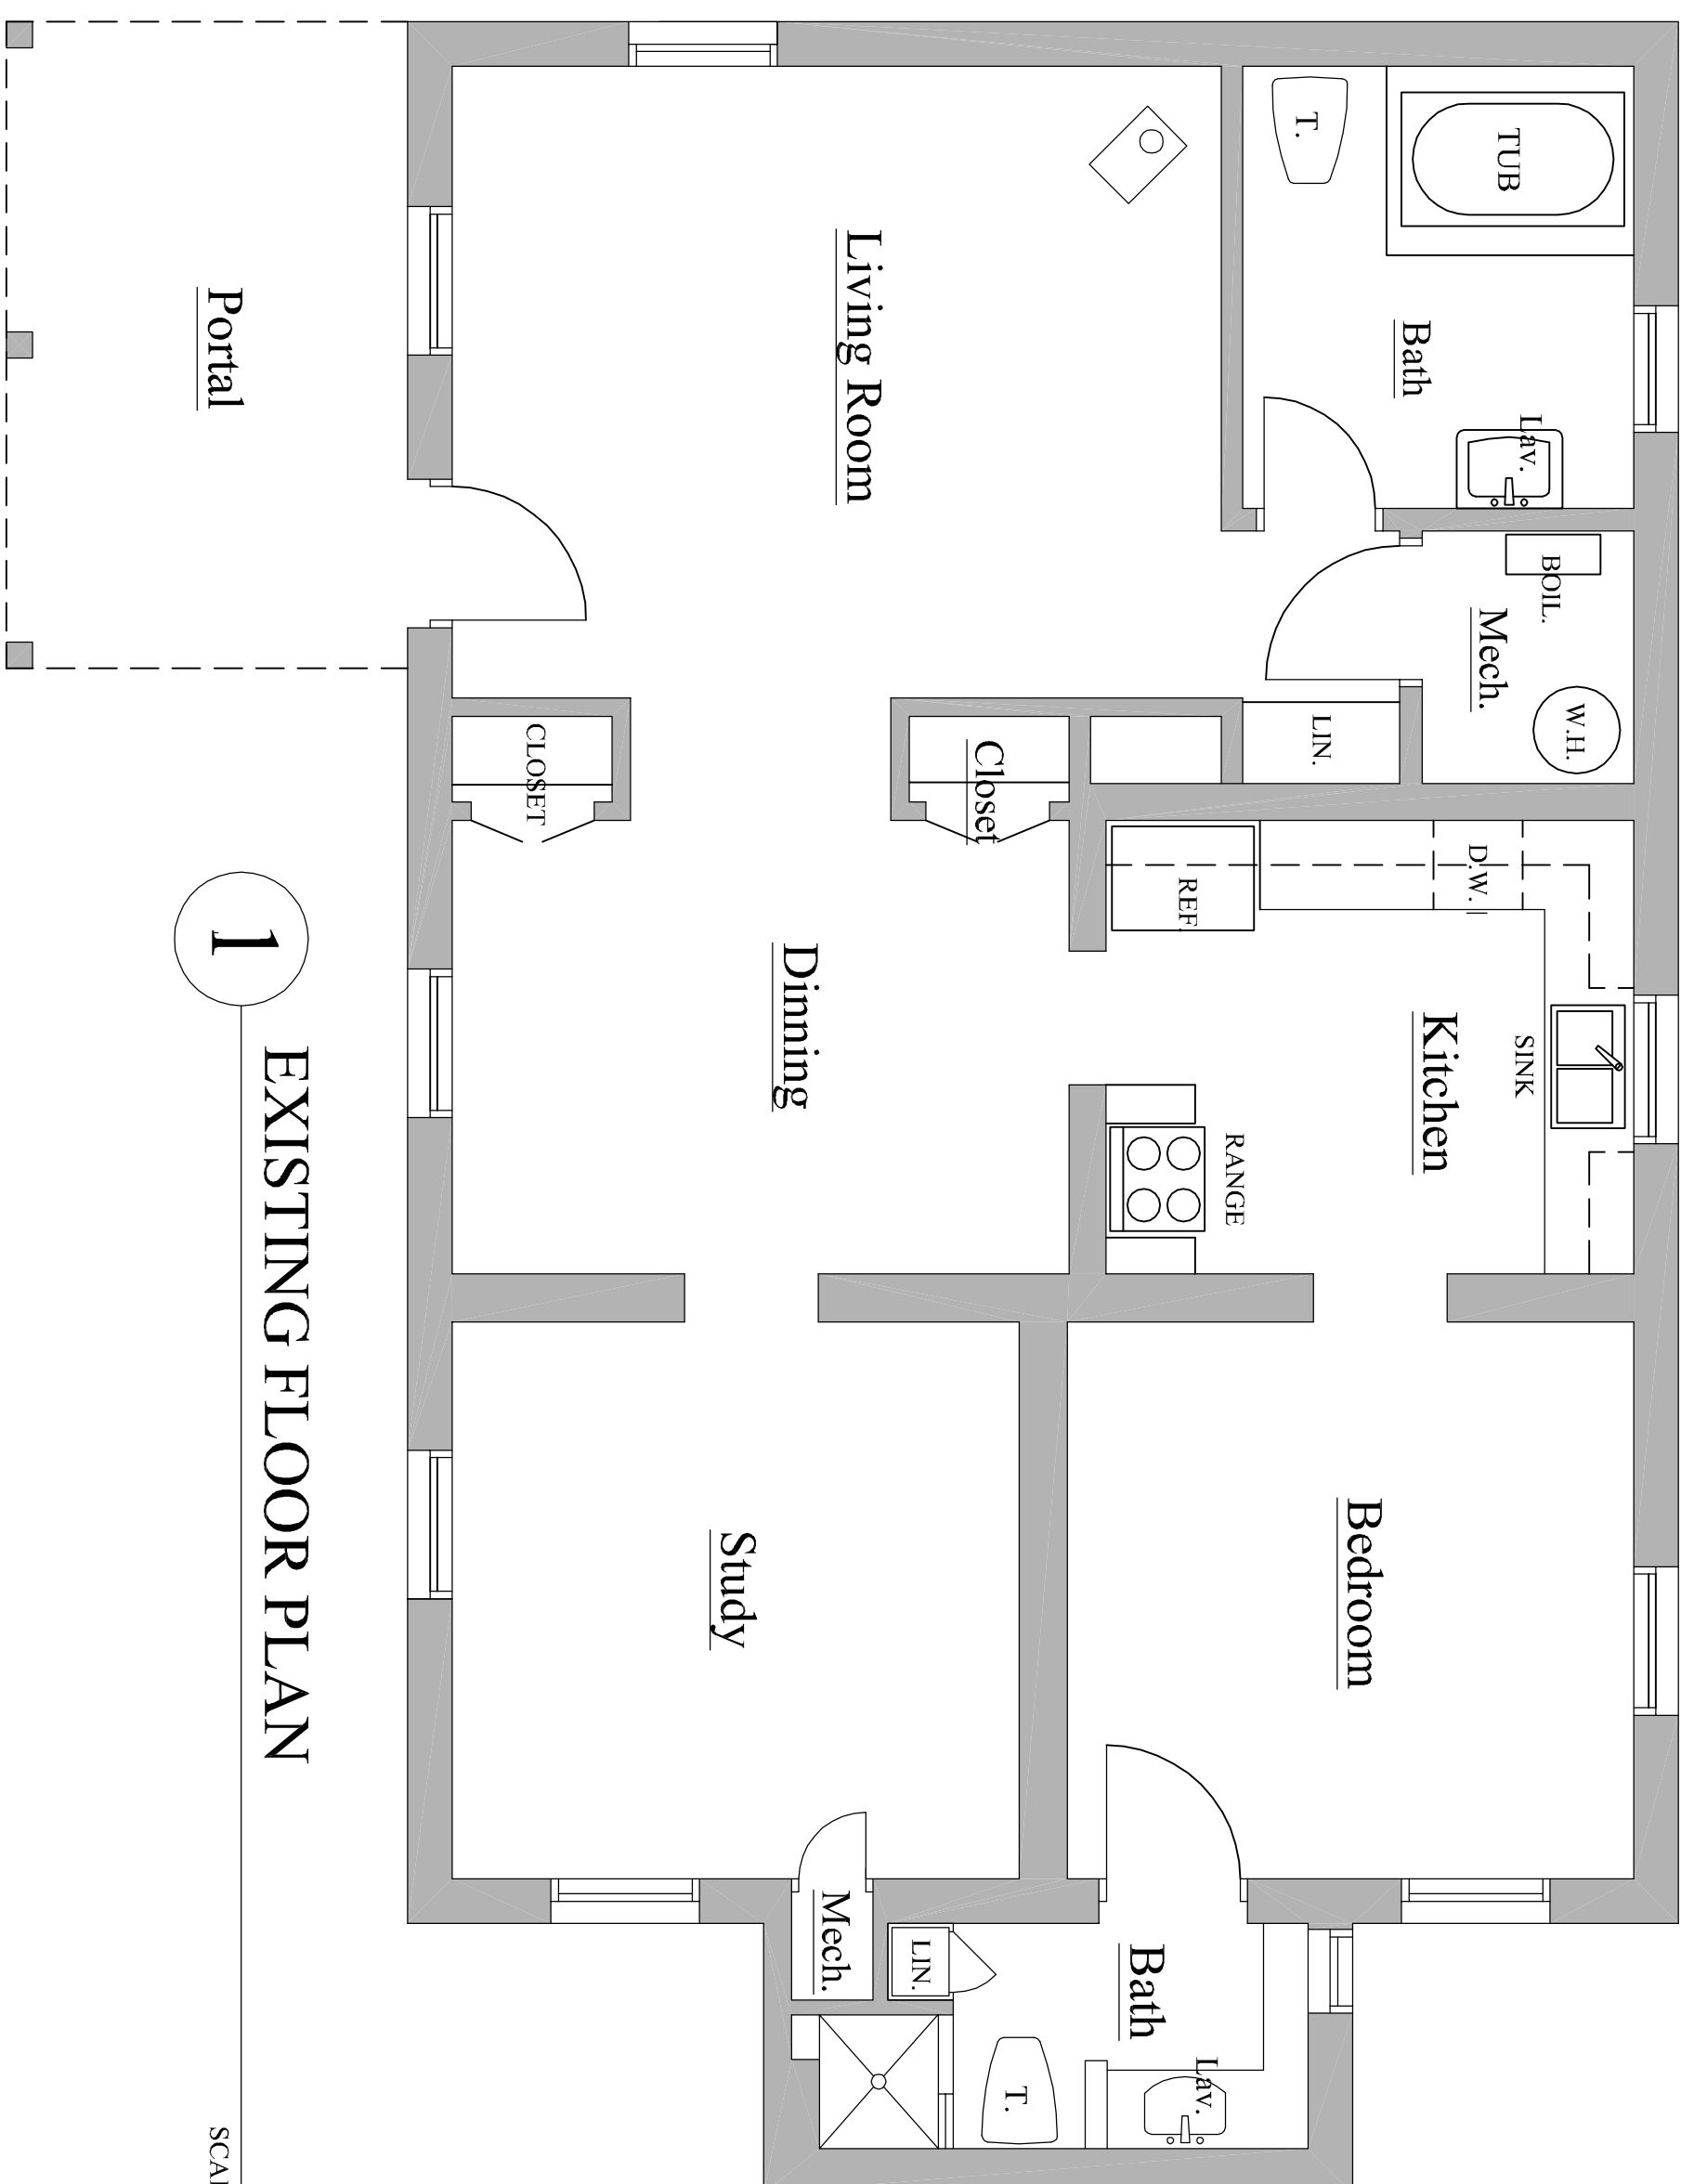 TUB
T.
Bath
Lav.
BOIL.
Mech.
W.H.
LIN.
Living Room
Portal
CLOSET
Closet
D.W.
REF.
Kitchen
SINK
RANGE
Dinning
Bedroom
Study
Mech.
LIN.
Bath
Lav.
T.
1
EXISTING FLOOR PLAN